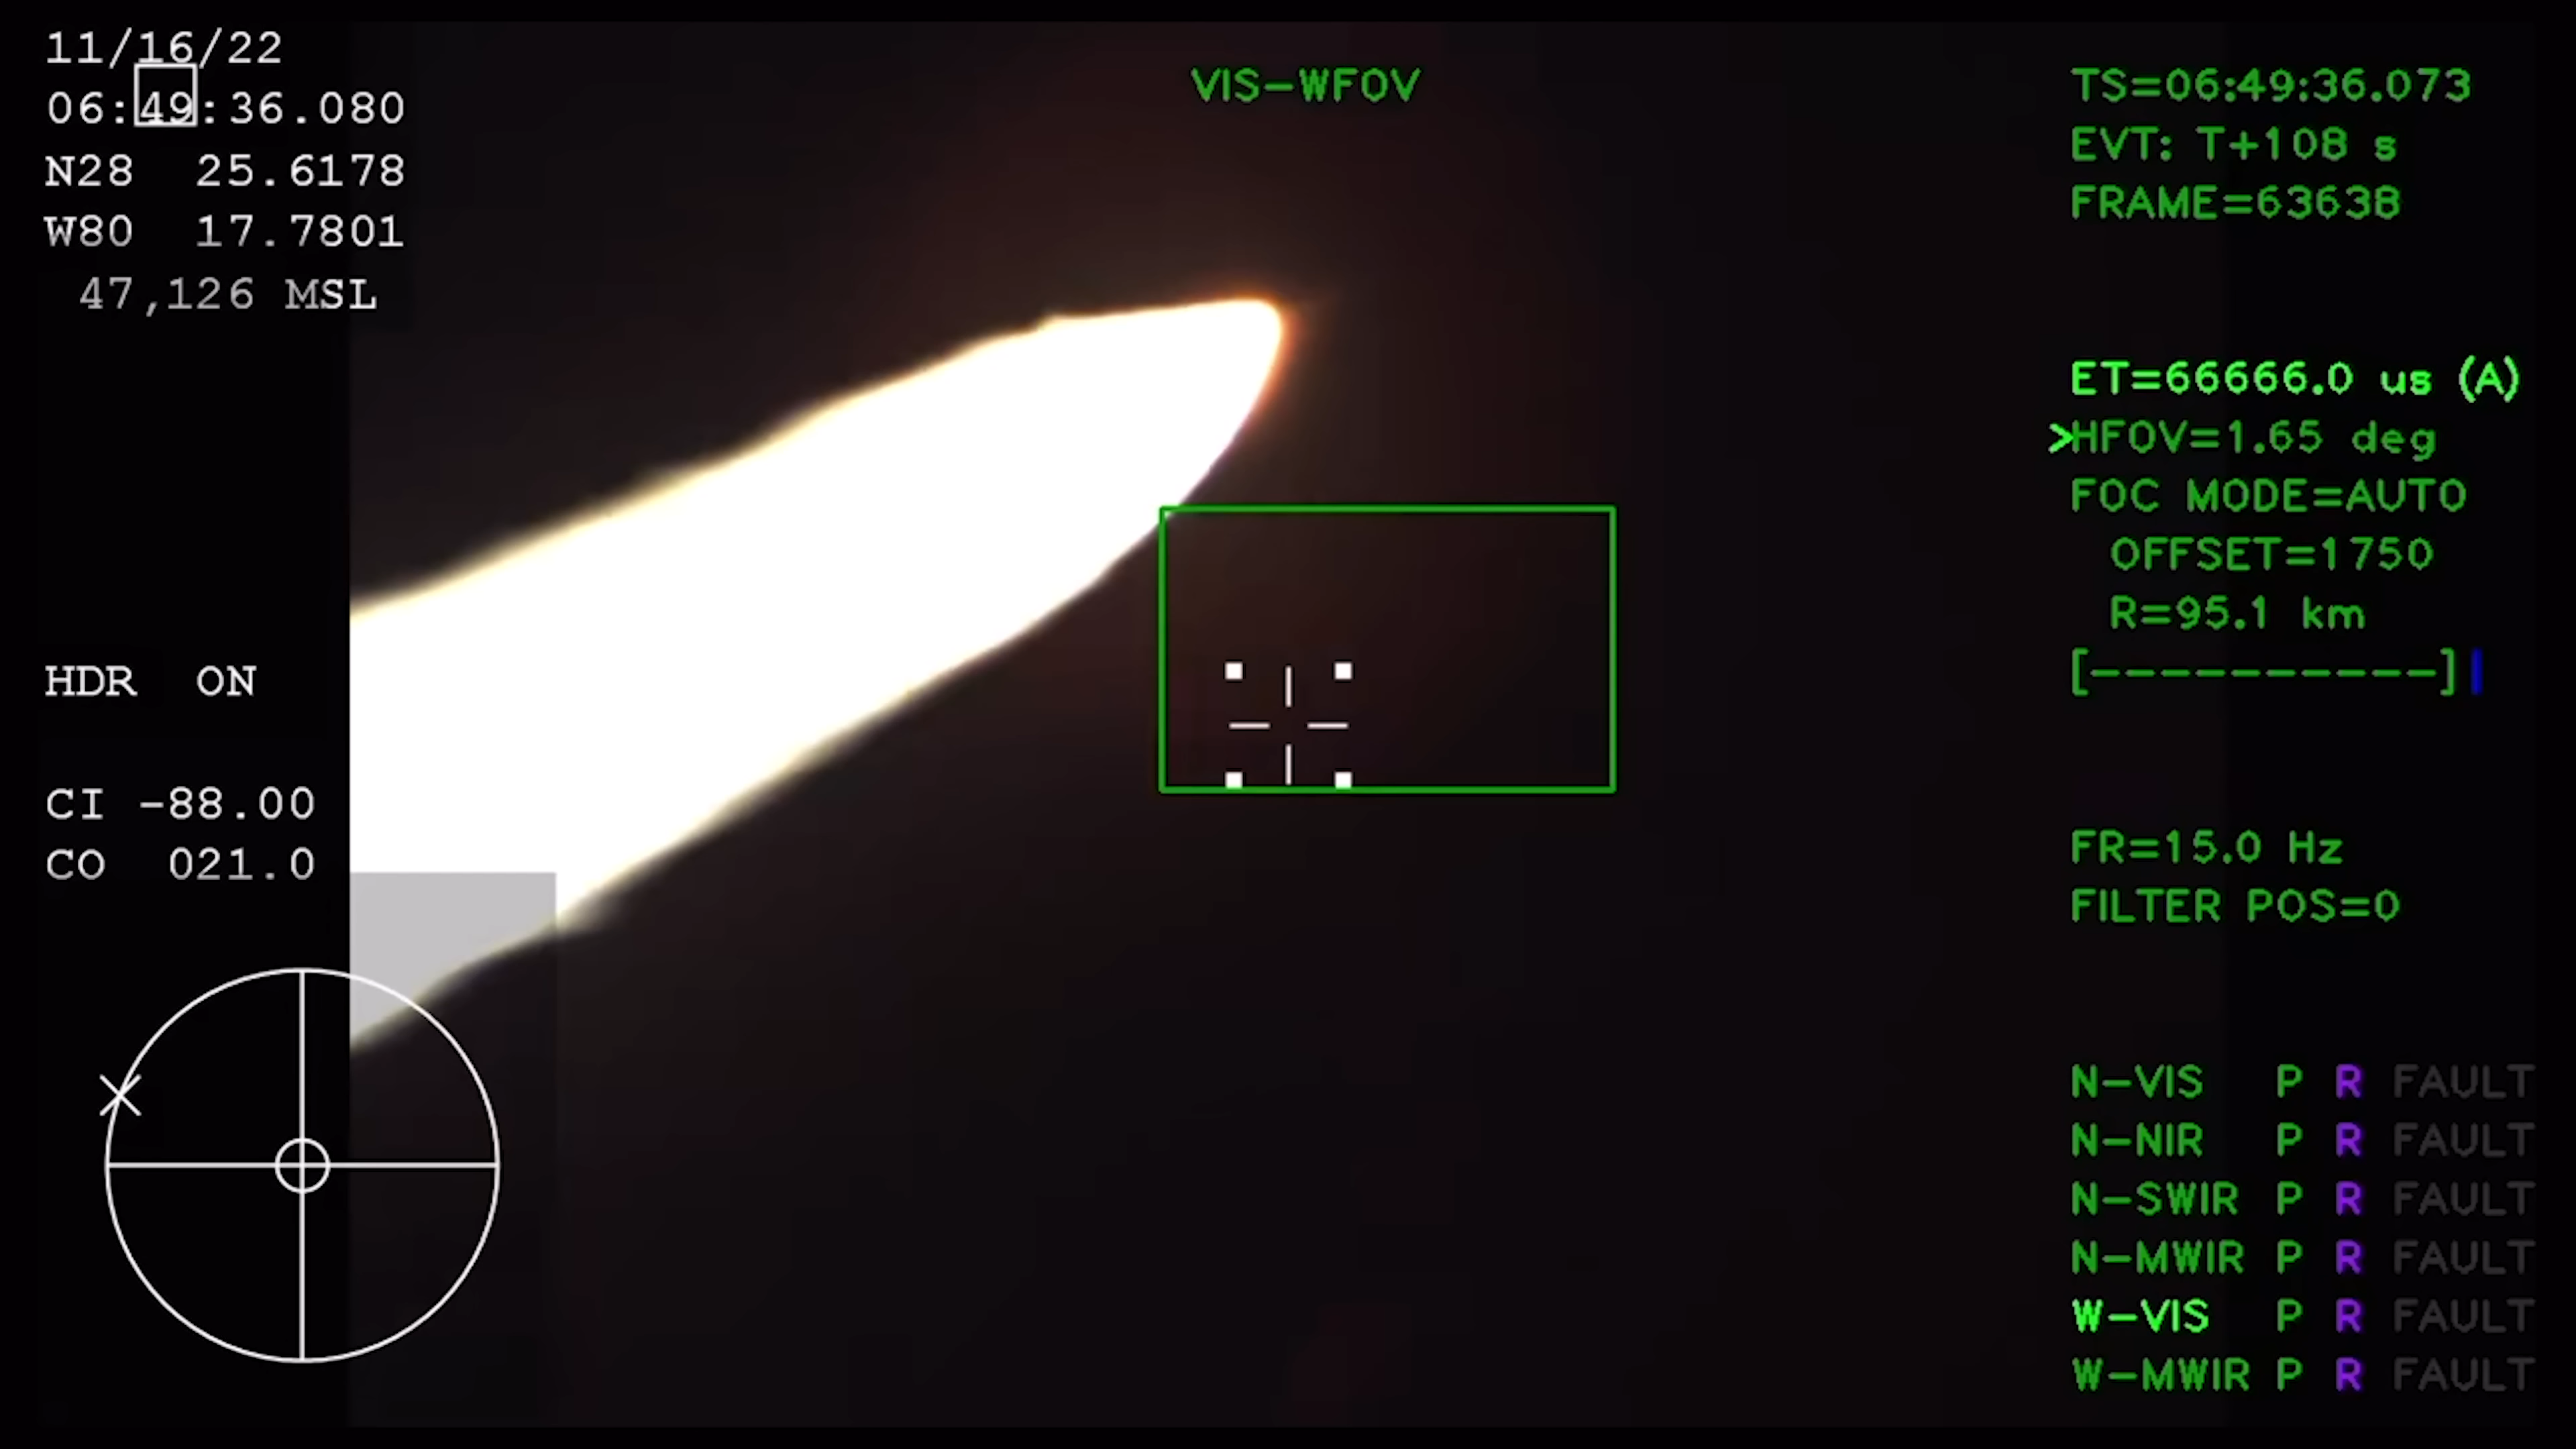 11/16/22
06:49:36.080
N28 25.6178
W80 17.7801
47,126 MSL
HDR ON
CI -88.00
CO 021.0
VIS-WFOV
TS=06:49:36.073
EVT: T+108 s
FRAME=63638
ET=66666.0 us (A)
>HFOV=1.65 deg
FOC MODE=AUTO
OFFSET=1750
R=95.1 km
[-----------]|
FR=15.0 Hz
FILTER POS=0
N-VIS P R FAULT
N-NIR P R FAULT
N-SWIR P R FAULT
N-MWIR P R FAULT
W-VIS P R FAULT
W-MWIR P R FAULT